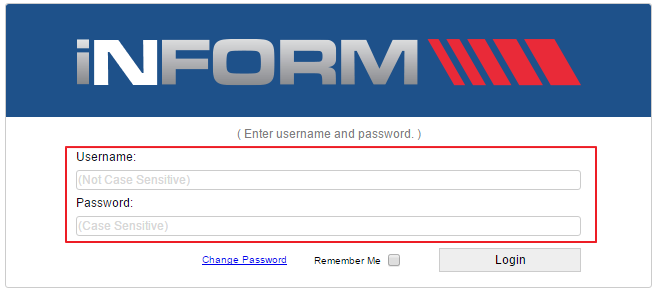 iNFORM
( Enter username and password. )
Username:
(Not Case Sensitive)
Password:
(Case Sensitive)
Change Password Remember Me Login